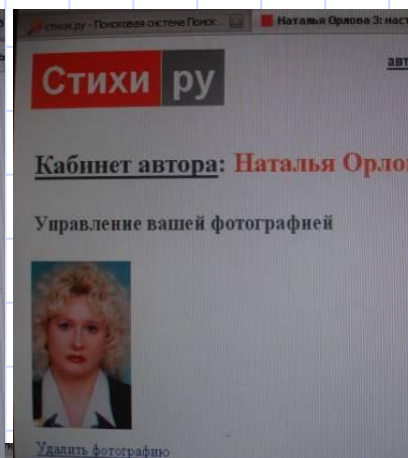 стихи.ру - Поисковая система Поиск...
Наталья Орлова 3: наст
Стихи ру
авт
Кабинет автора: Наталья Орло
Управление вашей фотографией
Удалить фотографию